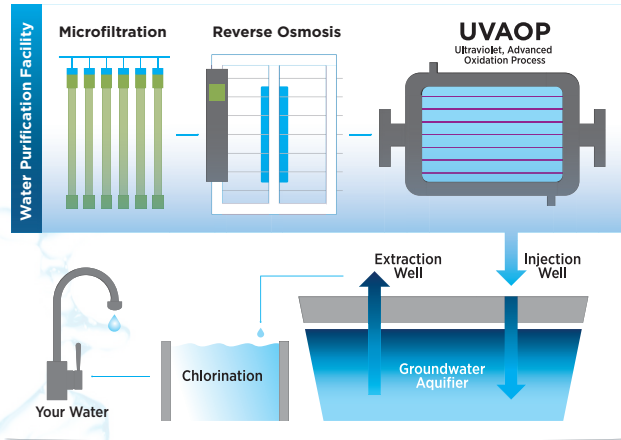 Water Purification Facility
Microfiltration
Reverse Osmosis
UVAOP
Ultraviolet, Advanced
Oxidation Process
Extraction
Well
Injection
Well
Chlorination
Groundwater
Aquifier
Your Water